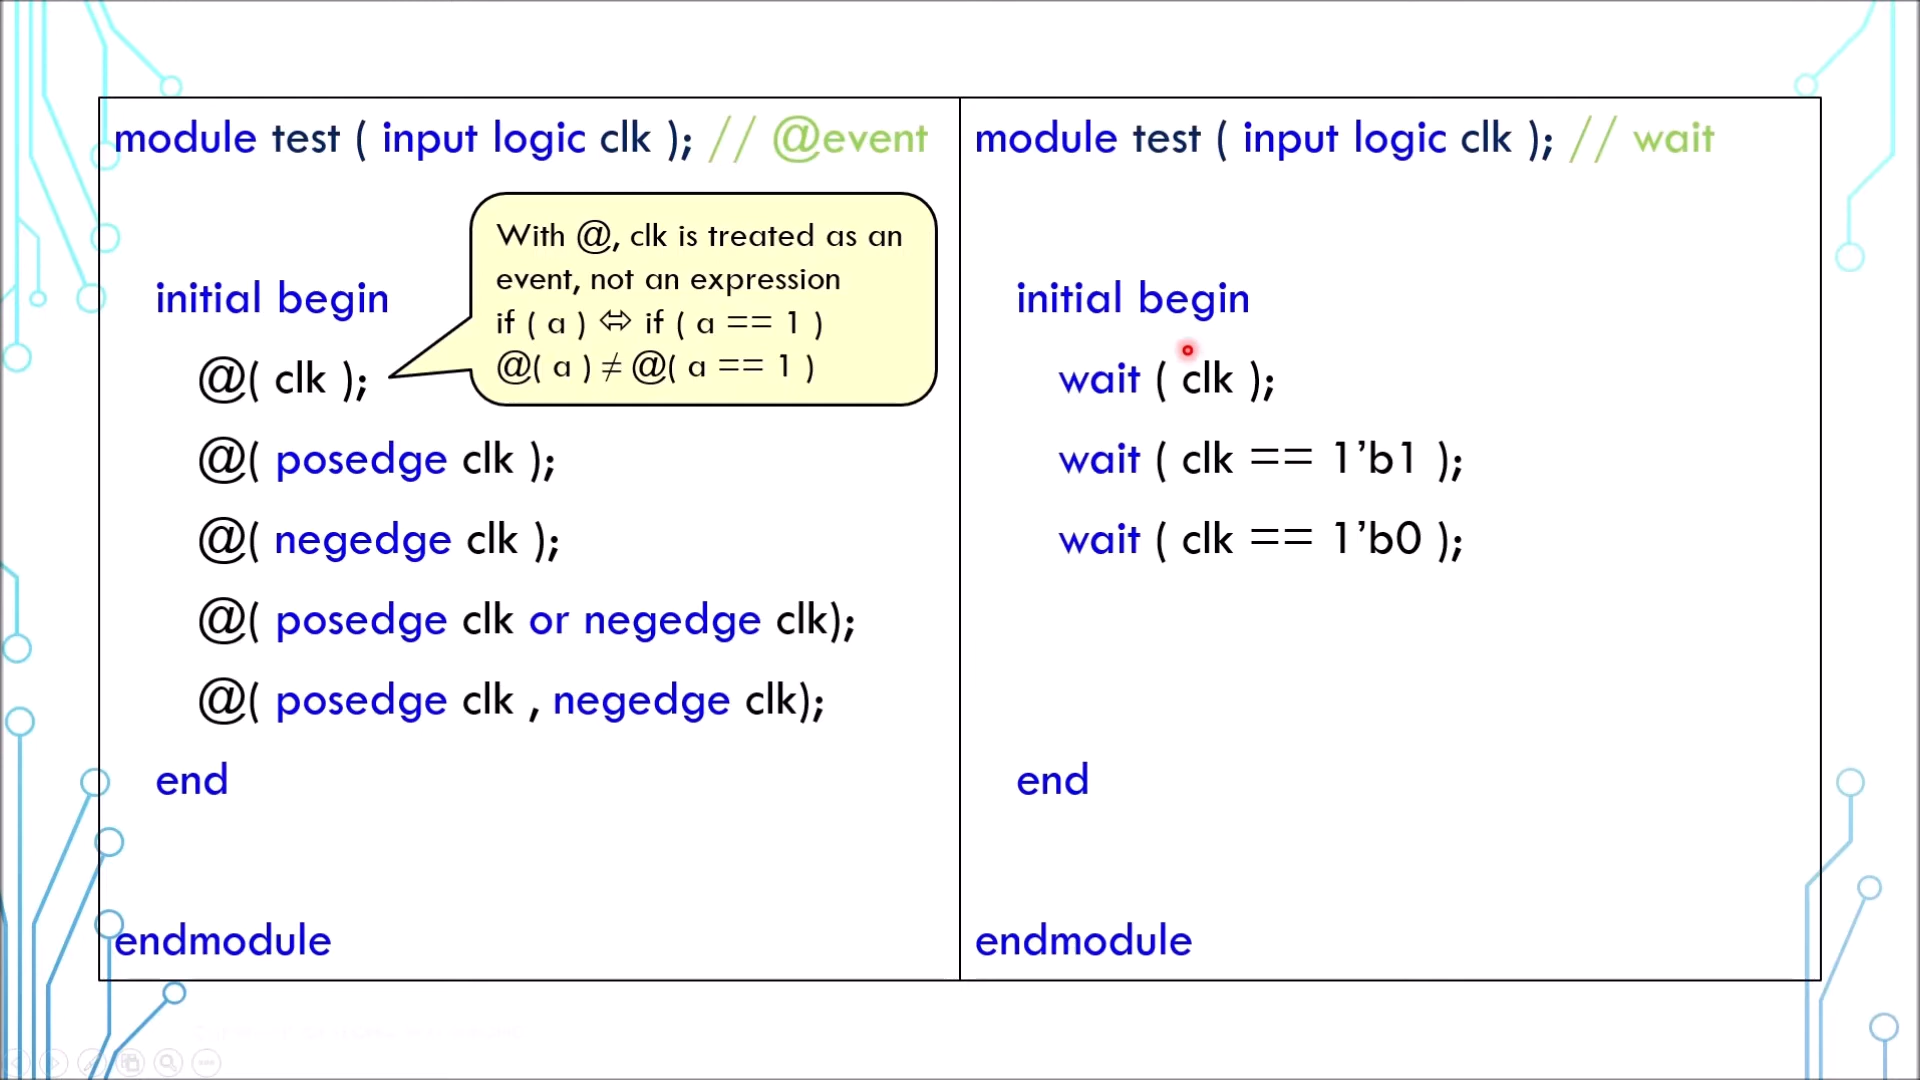 module test ( input logic clk ); // @event
With @, clk is treated as an
event, not an expression
if ( a ) ⇔ if ( a == 1 )
@( a ) ≠ @( a == 1 )
initial begin
@( clk );
@( posedge clk );
@( negedge clk );
@( posedge clk or negedge clk);
@( posedge clk , negedge clk);
end
endmodule
module test ( input logic clk ); // wait
initial begin
wait ( clk );
wait ( clk == 1’b1 );
wait ( clk == 1’b0 );
end
endmodule